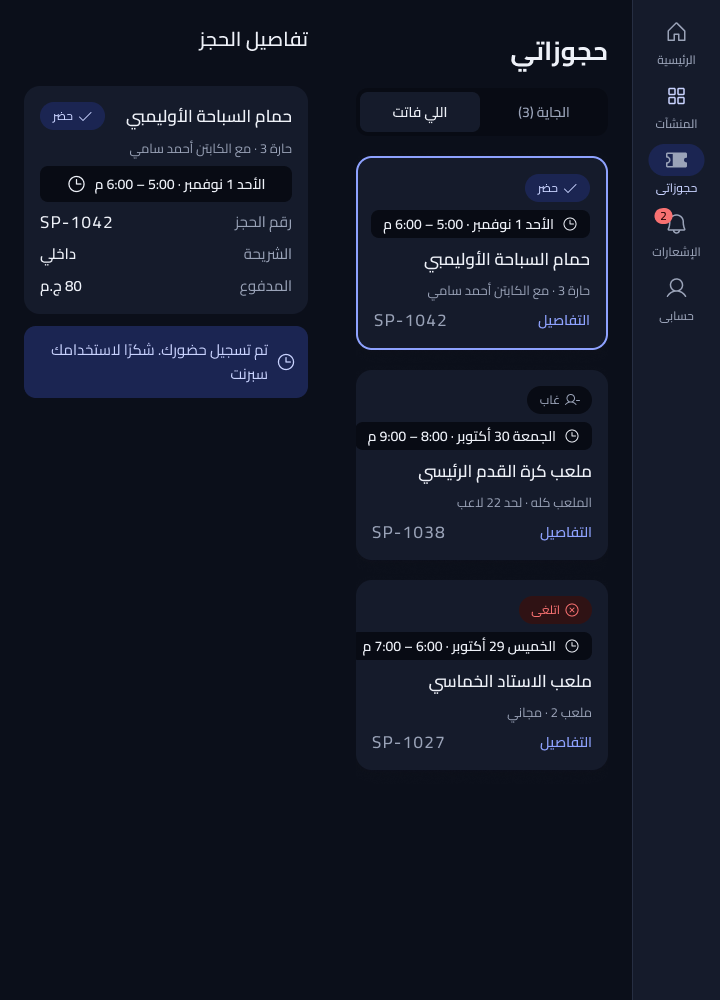 الرئيسية
المنشآت
حجوزاتي
2
الإشعارات
حسابي
حجوزاتي
الجاية (3)
اللي فاتت
حضر
الأحد 1 نوفمبر · 5:00 – 6:00 م
حمام السباحة الأوليمبي
حارة 3 · مع الكابتن أحمد سامي
التفاصيل
SP-1042
غاب
الجمعة 30 أكتوبر · 8:00 – 9:00 م
ملعب كرة القدم الرئيسي
الملعب كله · لحد 22 لاعب
التفاصيل
SP-1038
اتلغى
الخميس 29 أكتوبر · 6:00 – 7:00 م
ملعب الاستاد الخماسي
ملعب 2 · مجاني
التفاصيل
SP-1027
تفاصيل الحجز
حمام السباحة الأوليمبي
حضر
حارة 3 · مع الكابتن أحمد سامي
الأحد 1 نوفمبر · 5:00 – 6:00 م
رقم الحجز
SP-1042
الشريحة
داخلي
المدفوع
80 ج.م
تم تسجيل حضورك. شكرًا لاستخدامك
سبرنت